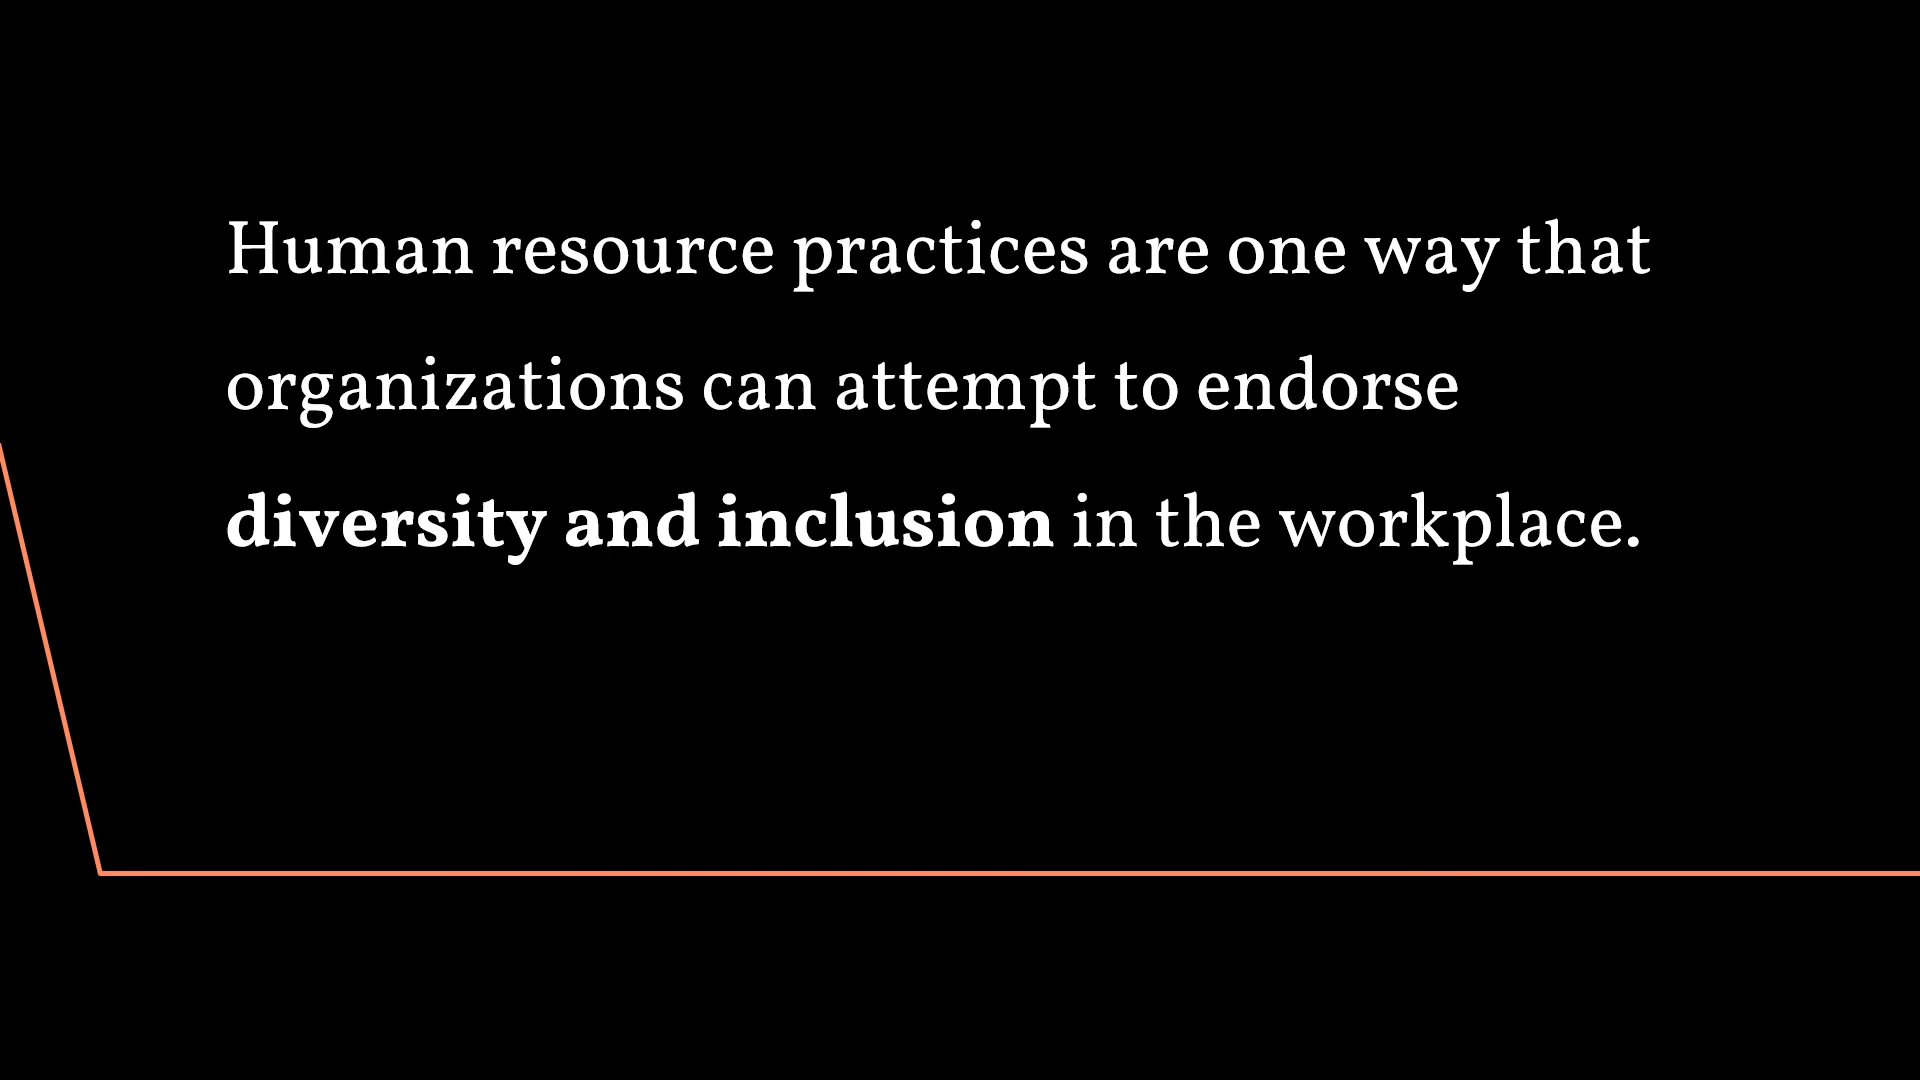 Human resource practices are one way that
organizations can attempt to endorse
diversity and inclusion in the workplace.